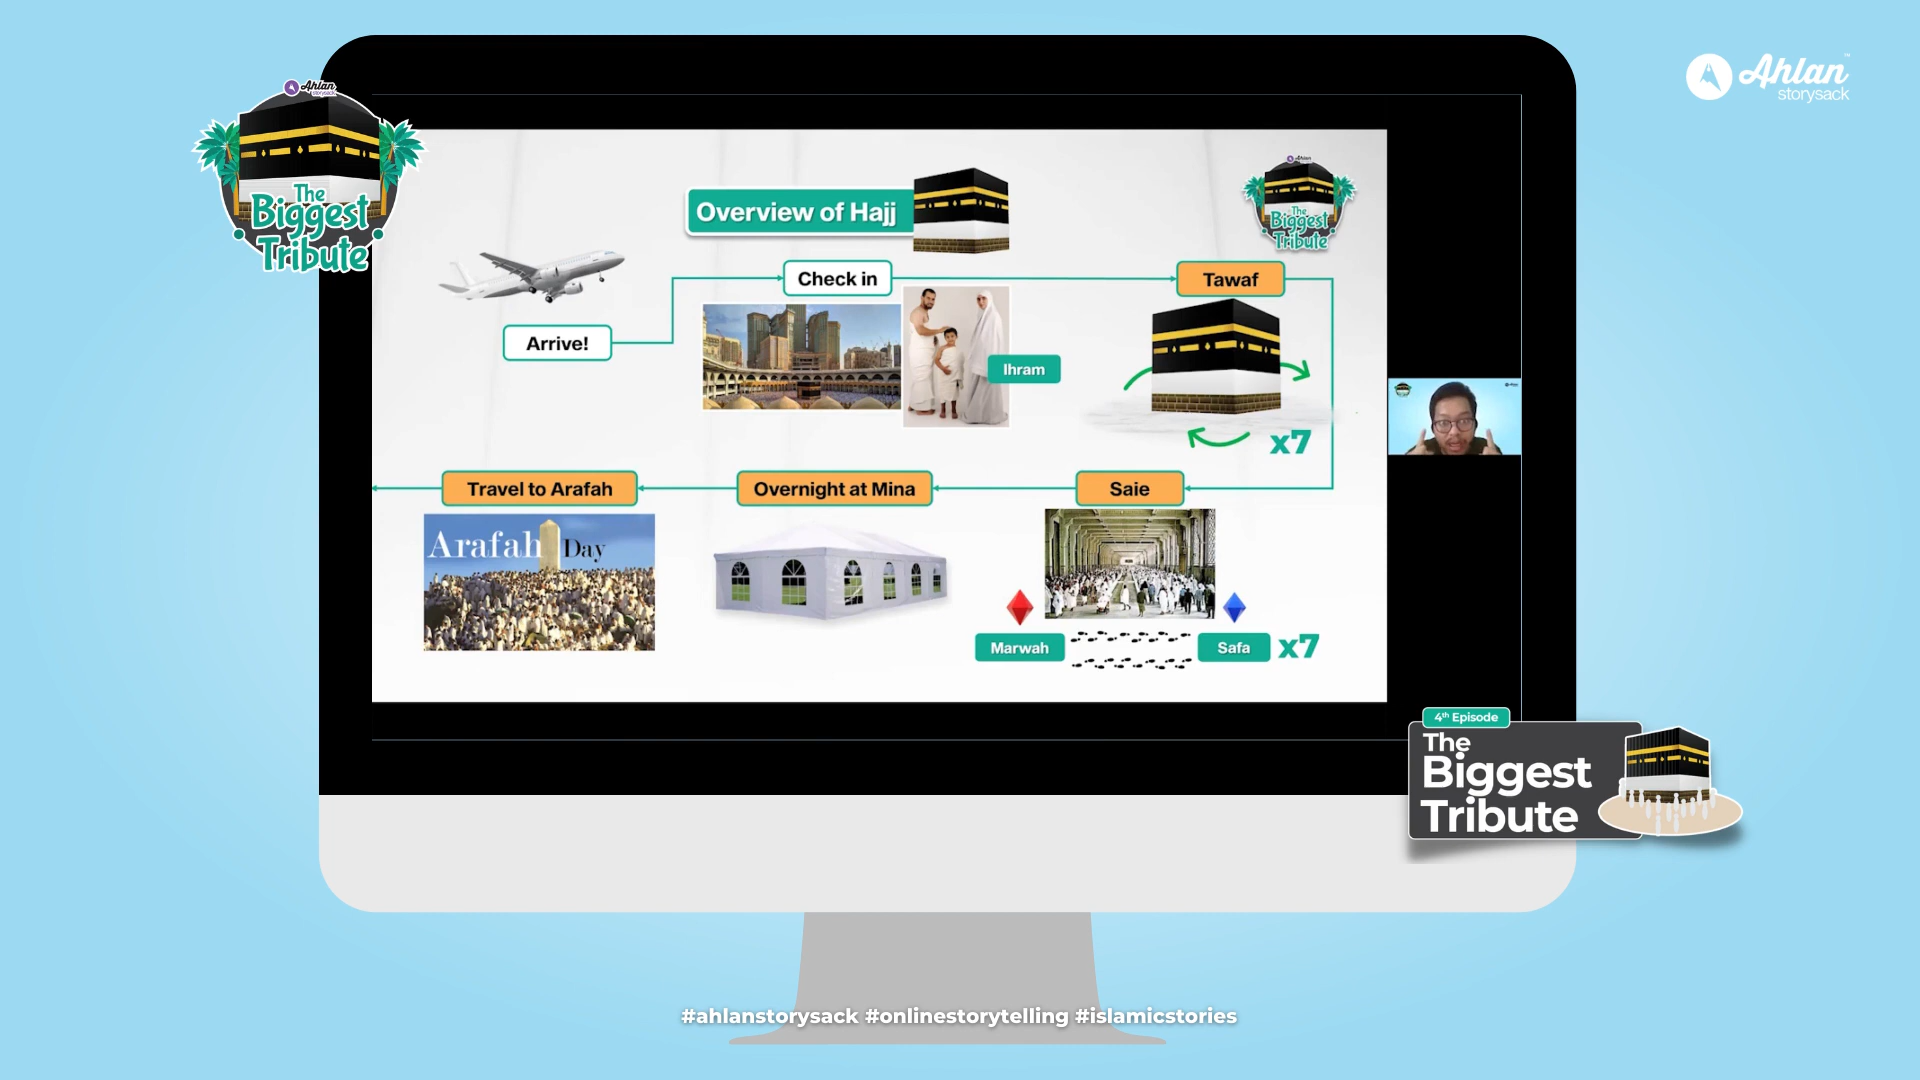 Ahlan
storysack
Ahlan
storysack
The
Biggest
Tribute
Overview of Hajj
The
Biggest
Tribute
Check in
Tawaf
Arrive!
Ihram
x7
Travel to Arafah
Overnight at Mina
Saie
Arafah Day
Marwah
Safa
x7
4th Episode
The
Biggest
Tribute
#ahlanstorysack #onlinestorytelling #islamicstories